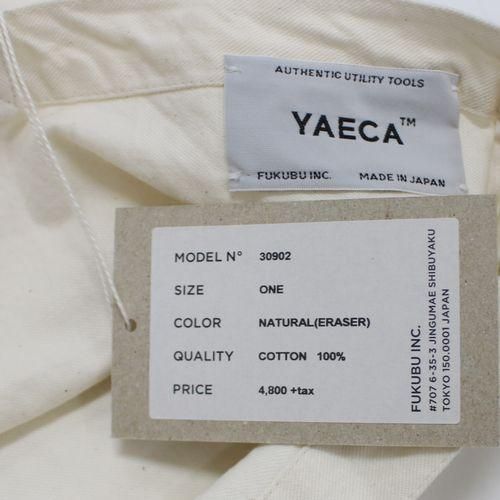 AUTHENTIC UTILITY TOOLS
YAECA™
FUKUBU INC. MADE IN JAPAN
MODEL N° 30902
SIZE ONE
COLOR NATURAL(ERASER)
QUALITY COTTON 100%
PRICE 4,800 +tax
FUKUBU INC.
#707 6-35-3 JINGUMAE SHIBUYAKU
TOKYO 150.0001 JAPAN